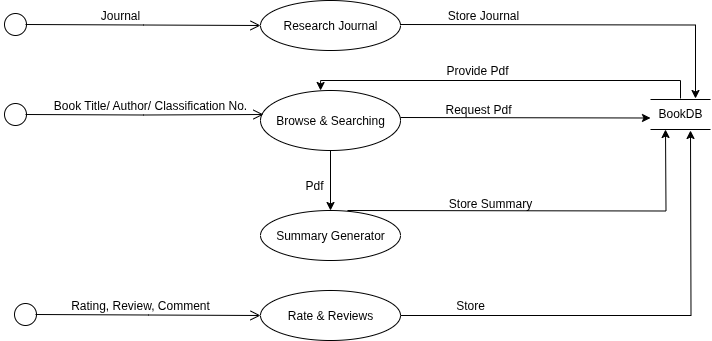 Journal
Research Journal
Store Journal
Provide Pdf
Book Title/ Author/ Classification No.
Browse & Searching
Request Pdf
BookDB
Pdf
Store Summary
Summary Generator
Rating, Review, Comment
Rate & Reviews
Store